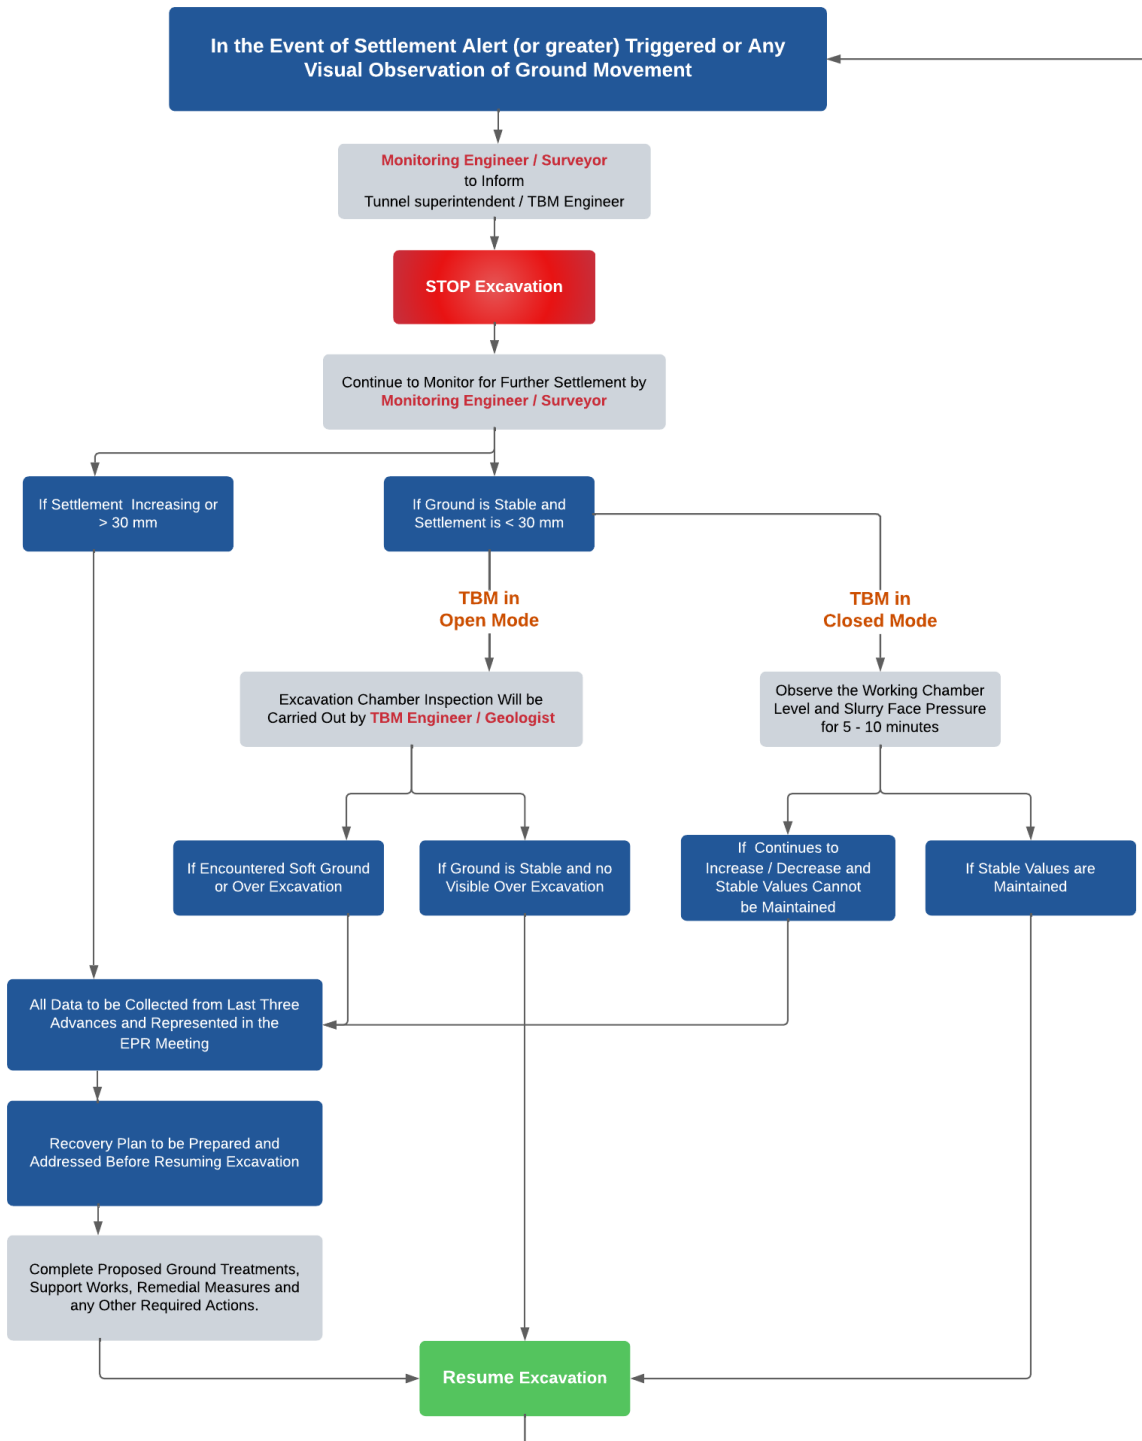 In the Event of Settlement Alert (or greater) Triggered or Any
Visual Observation of Ground Movement
Monitoring Engineer / Surveyor
to Inform
Tunnel superintendent / TBM Engineer
STOP Excavation
Continue to Monitor for Further Settlement by
Monitoring Engineer / Surveyor
If Settlement Increasing or
> 30 mm
If Ground is Stable and
Settlement is < 30 mm
TBM in
Open Mode
TBM in
Closed Mode
Excavation Chamber Inspection Will be
Carried Out by TBM Engineer / Geologist
Observe the Working Chamber
Level and Slurry Face Pressure
for 5 - 10 minutes
If Encountered Soft Ground
or Over Excavation
If Ground is Stable and no
Visible Over Excavation
If Continues to
Increase / Decrease and
Stable Values Cannot
be Maintained
If Stable Values are
Maintained
All Data to be Collected from Last Three
Advances and Represented in the
EPR Meeting
Recovery Plan to be Prepared and
Addressed Before Resuming Excavation
Complete Proposed Ground Treatments,
Support Works, Remedial Measures and
any Other Required Actions.
Resume Excavation